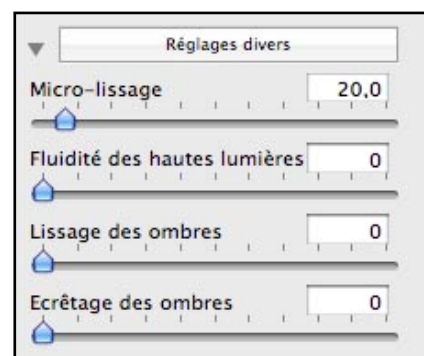 Réglages divers
Micro-lissage 20,0
Fluidité des hautes lumières 0
Lissage des ombres 0
Ecrêtage des ombres 0